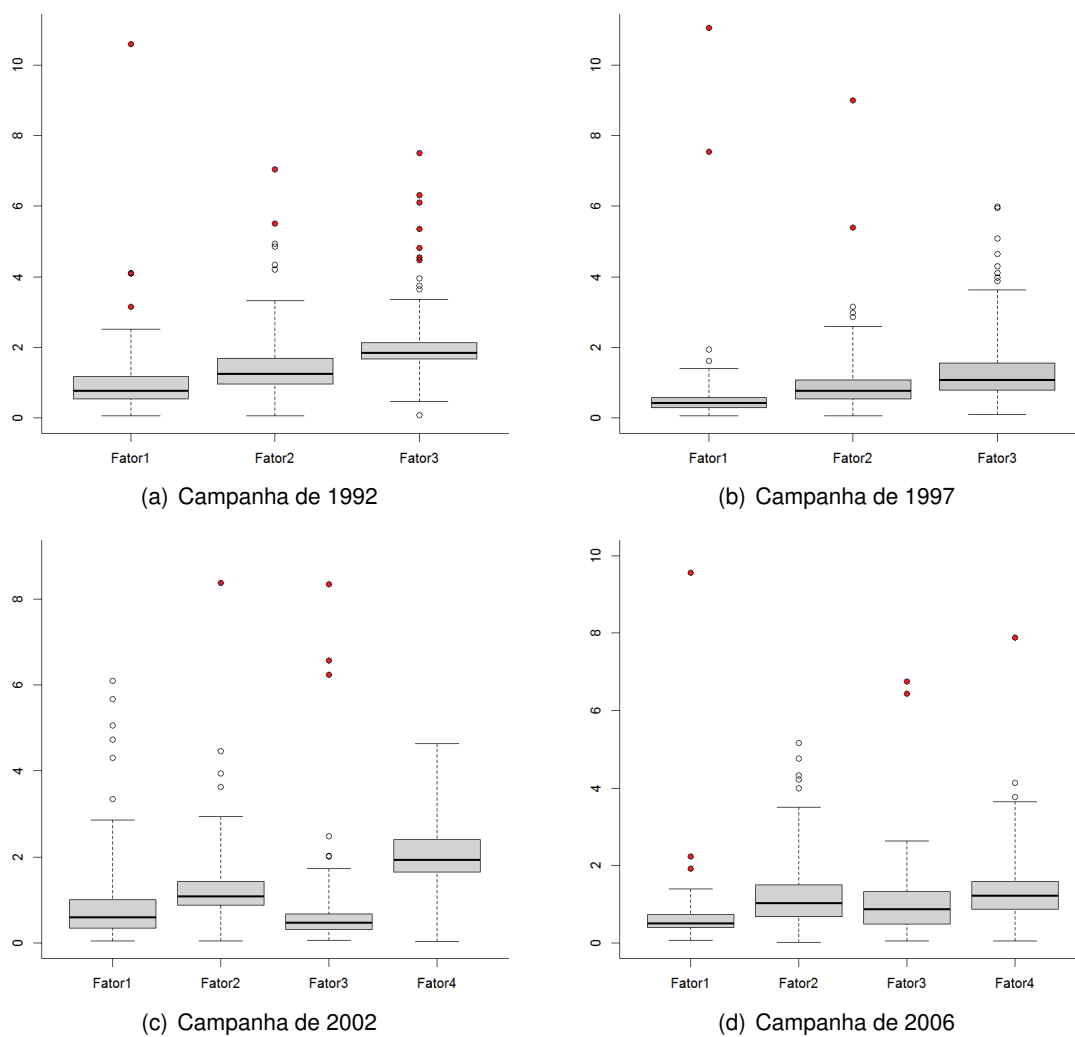 10
8
6
4
2
0
Fator1 Fator2 Fator3
(a) Campanha de 1992
10
8
6
4
2
0
Fator1 Fator2 Fator3
(b) Campanha de 1997
8
6
4
2
0
Fator1 Fator2 Fator3 Fator4
(c) Campanha de 2002
10
8
6
4
2
0
Fator1 Fator2 Fator3 Fator4
(d) Campanha de 2006